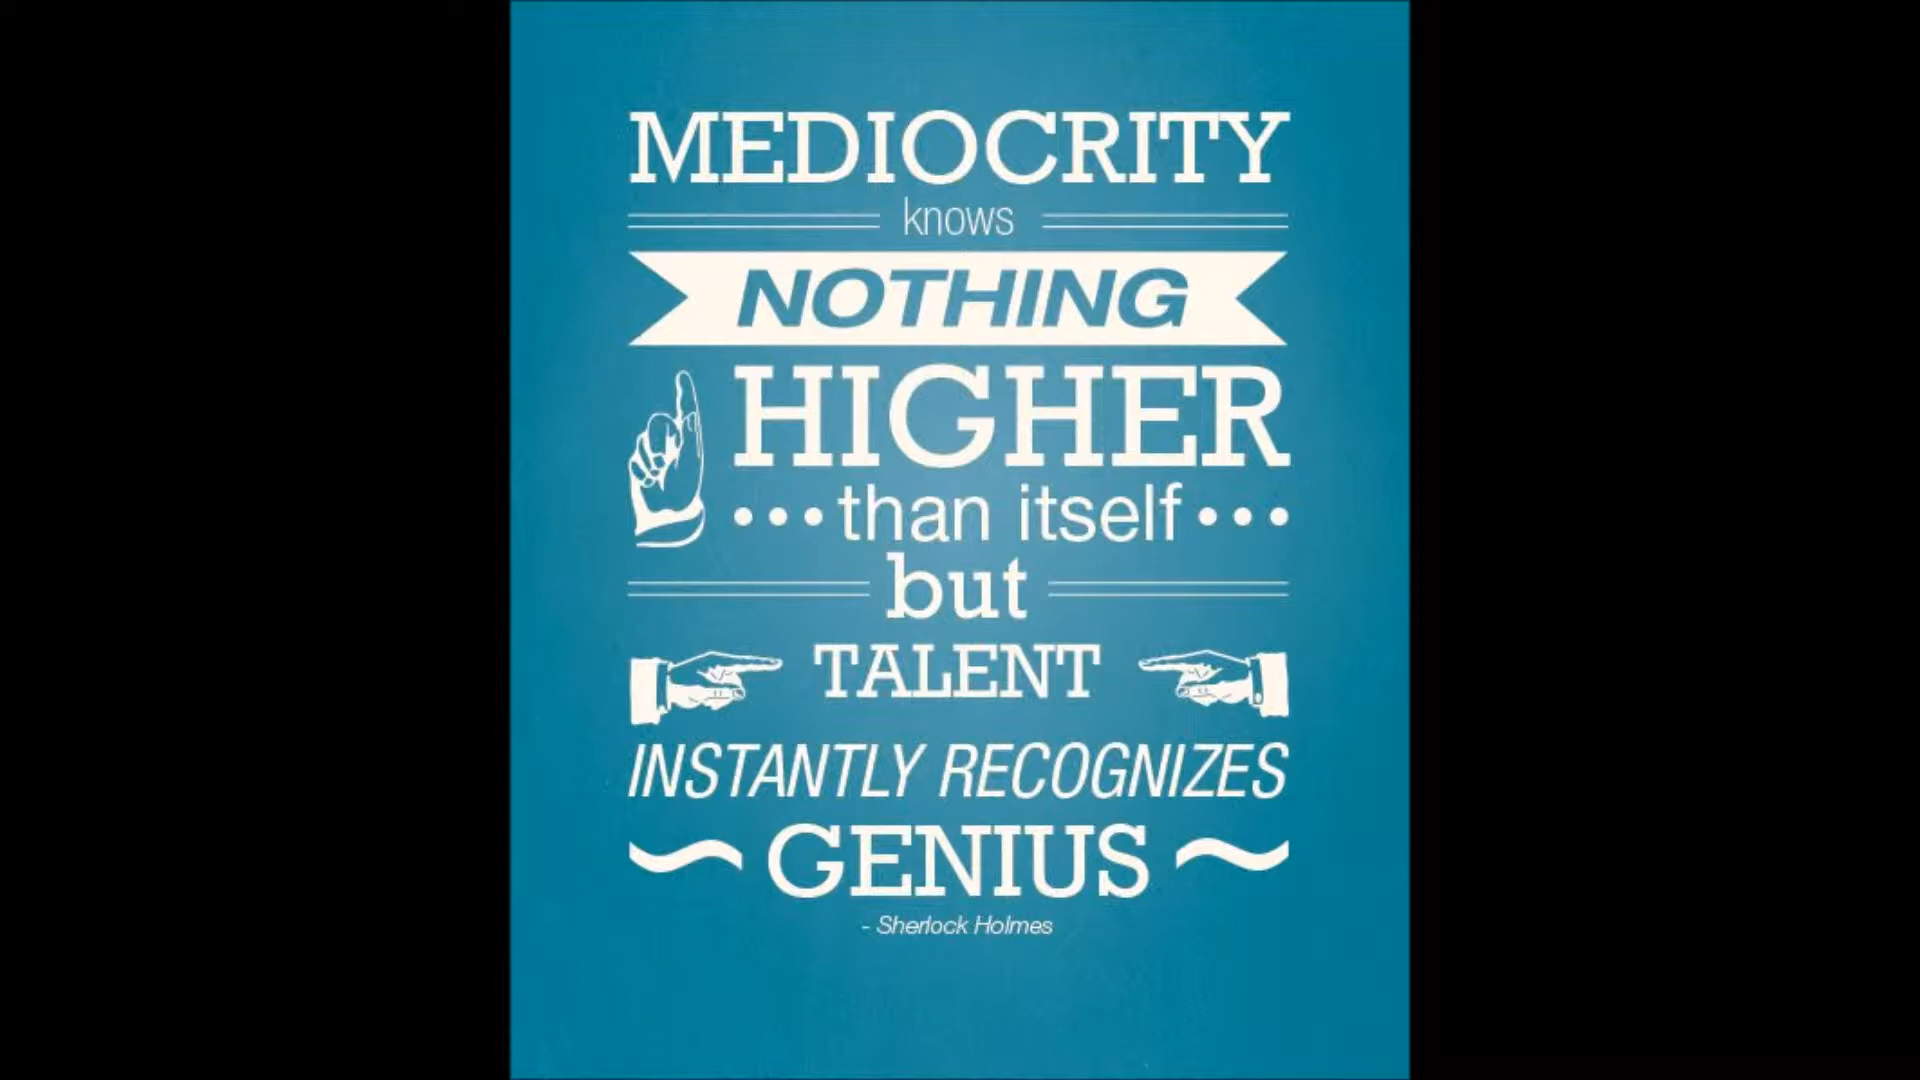 MEDIOCRITY
knows
NOTHING
HIGHER
•••than itself•••
but
TALENT
INSTANTLY RECOGNIZES
~GENIUS~
- Sherlock Holmes